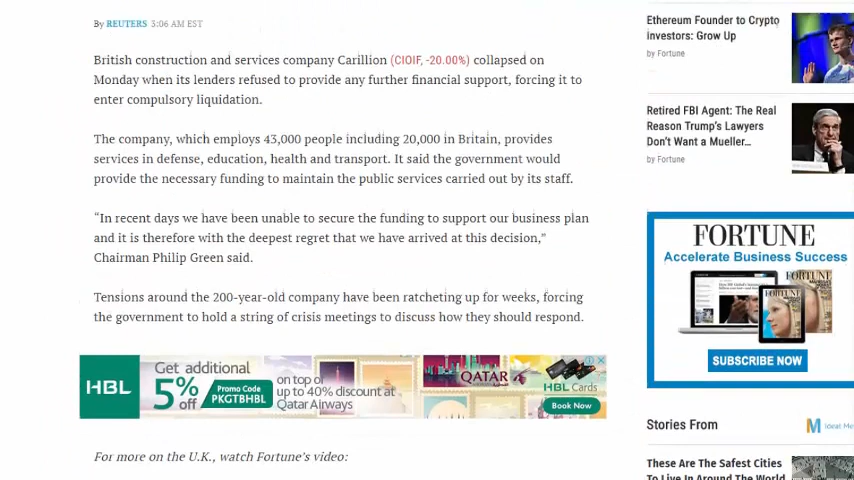 By REUTERS 3:06 AM EST
British construction and services company Carillion (CIOIF, -20.00%) collapsed on
Monday when its lenders refused to provide any further financial support, forcing it to
enter compulsory liquidation.
The company, which employs 43,000 people including 20,000 in Britain, provides
services in defense, education, health and transport. It said the government would
provide the necessary funding to maintain the public services carried out by its staff.
“In recent days we have been unable to secure the funding to support our business plan
and it is therefore with the deepest regret that we have arrived at this decision,”
Chairman Philip Green said.
Tensions around the 200-year-old company have been ratcheting up for weeks, forcing
the government to hold a string of crisis meetings to discuss how they should respond.
HBL
Get additional
5% off
Promo Code
PKGTBHBL
on top of
up to 40% discount at
Qatar Airways
QATAR
HBL Cards
Book Now
For more on the U.K., watch Fortune's video:
Ethereum Founder to Crypto
Investors: Grow Up
by Fortune
Retired FBI Agent: The Real
Reason Trump's Lawyers
Don't Want a Mueller...
by Fortune
FORTUNE
Accelerate Business Success
FORTUNE
FORTUNE
SUBSCRIBE NOW
Stories From
M Ideal Me
These Are The Safest Cities
To Live In Around The World